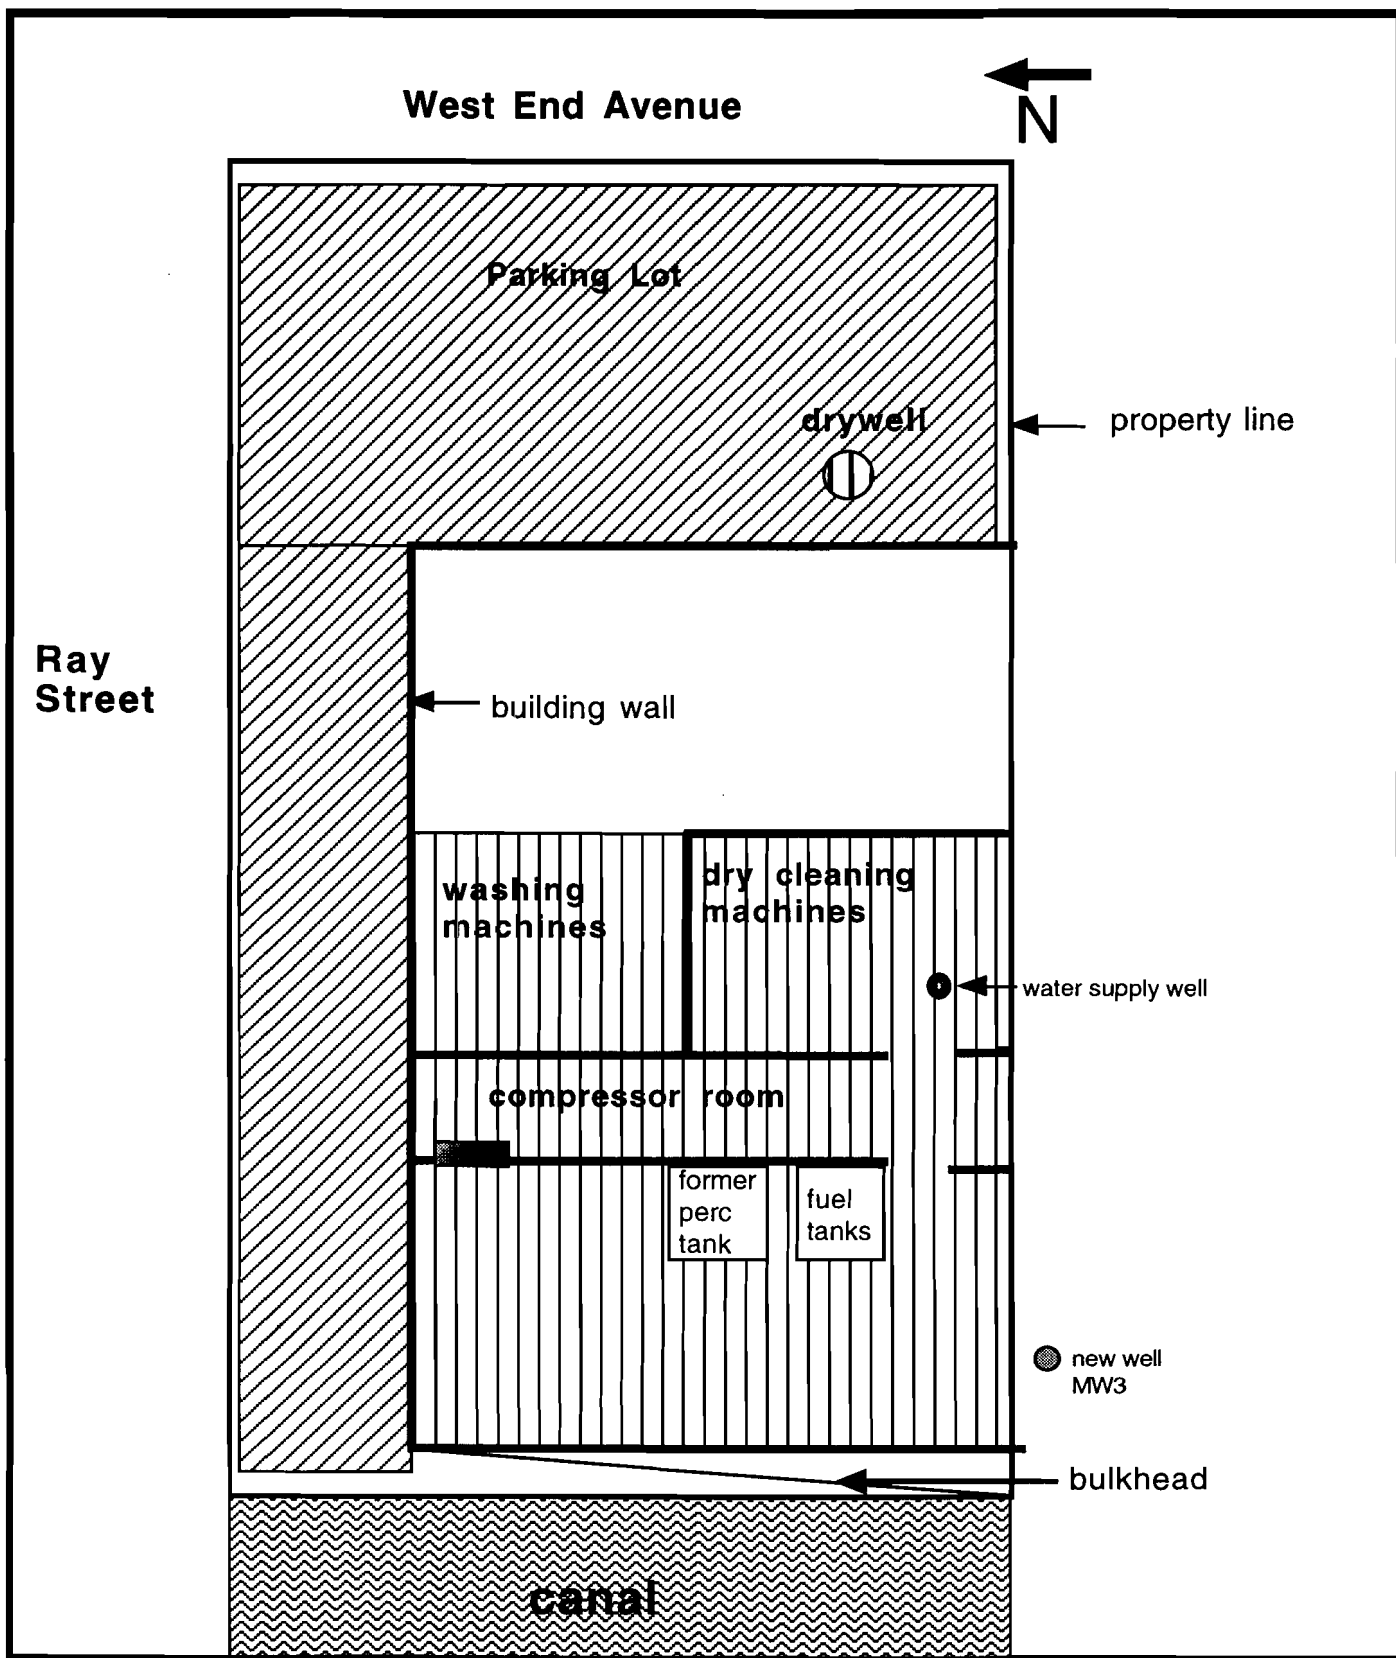 West End Avenue
N
Parking Lot
drywell
property line
Ray
Street
building wall
washing
machines
dry cleaning
machines
water supply well
compressor room
former
perc
tank
fuel
tanks
new well
MW3
bulkhead
canal